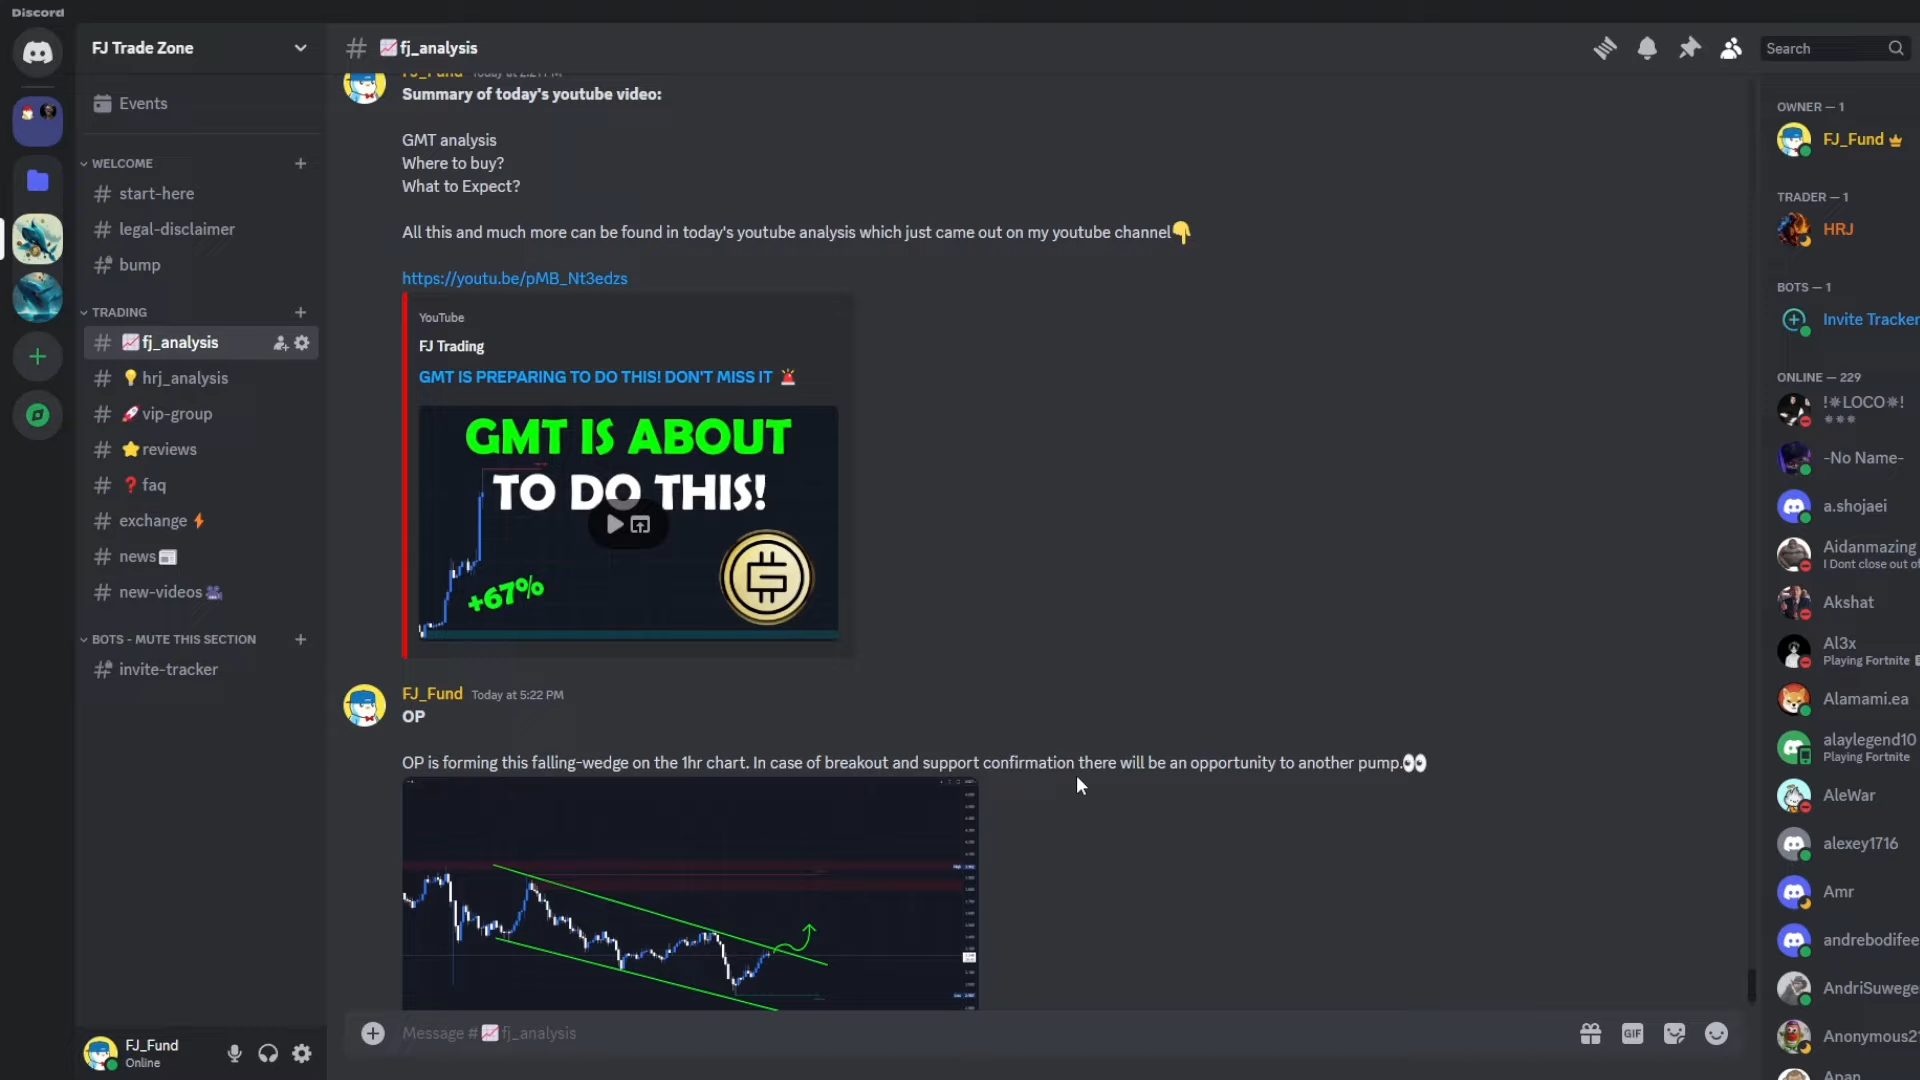 Discord
FJ Trade Zone
Events
WELCOME
start-here
legal-disclaimer
bump
TRADING
fj_analysis
hrj_analysis
vip-group
reviews
faq
exchange
news
new-videos
BOTS - MUTE THIS SECTION
invite-tracker
FJ_Fund
Online
fj_analysis
Search
FJ_Fund Today at 2:21 PM
Summary of today's youtube video:
GMT analysis
Where to buy?
What to Expect?
All this and much more can be found in today's youtube analysis which just came out on my youtube channel👇
https://youtu.be/pMB_Nt3edzs
YouTube
FJ Trading
GMT IS PREPARING TO DO THIS! DON'T MISS IT 🚨
GMT IS ABOUT
TO DO THIS!
+67%
FJ_Fund Today at 5:22 PM
OP
OP is forming this falling-wedge on the 1hr chart. In case of breakout and support confirmation there will be an opportunity to another pump.👀
Message #📈fj_analysis
GIF
OWNER — 1
FJ_Fund
TRADER — 1
HRJ
BOTS — 1
Invite Tracker
ONLINE — 229
!✵LOCO✵!
✵✵✵
-No Name-
a.shojaei
Aidanmazing
I Dont close out of
Akshat
Al3x
Playing Fortnite
Alamami.ea
alaylegend10
Playing Fortnite
AleWar
alexey1716
Amr
andrebodifee
AndriSuwege
Anonymous2
Apan